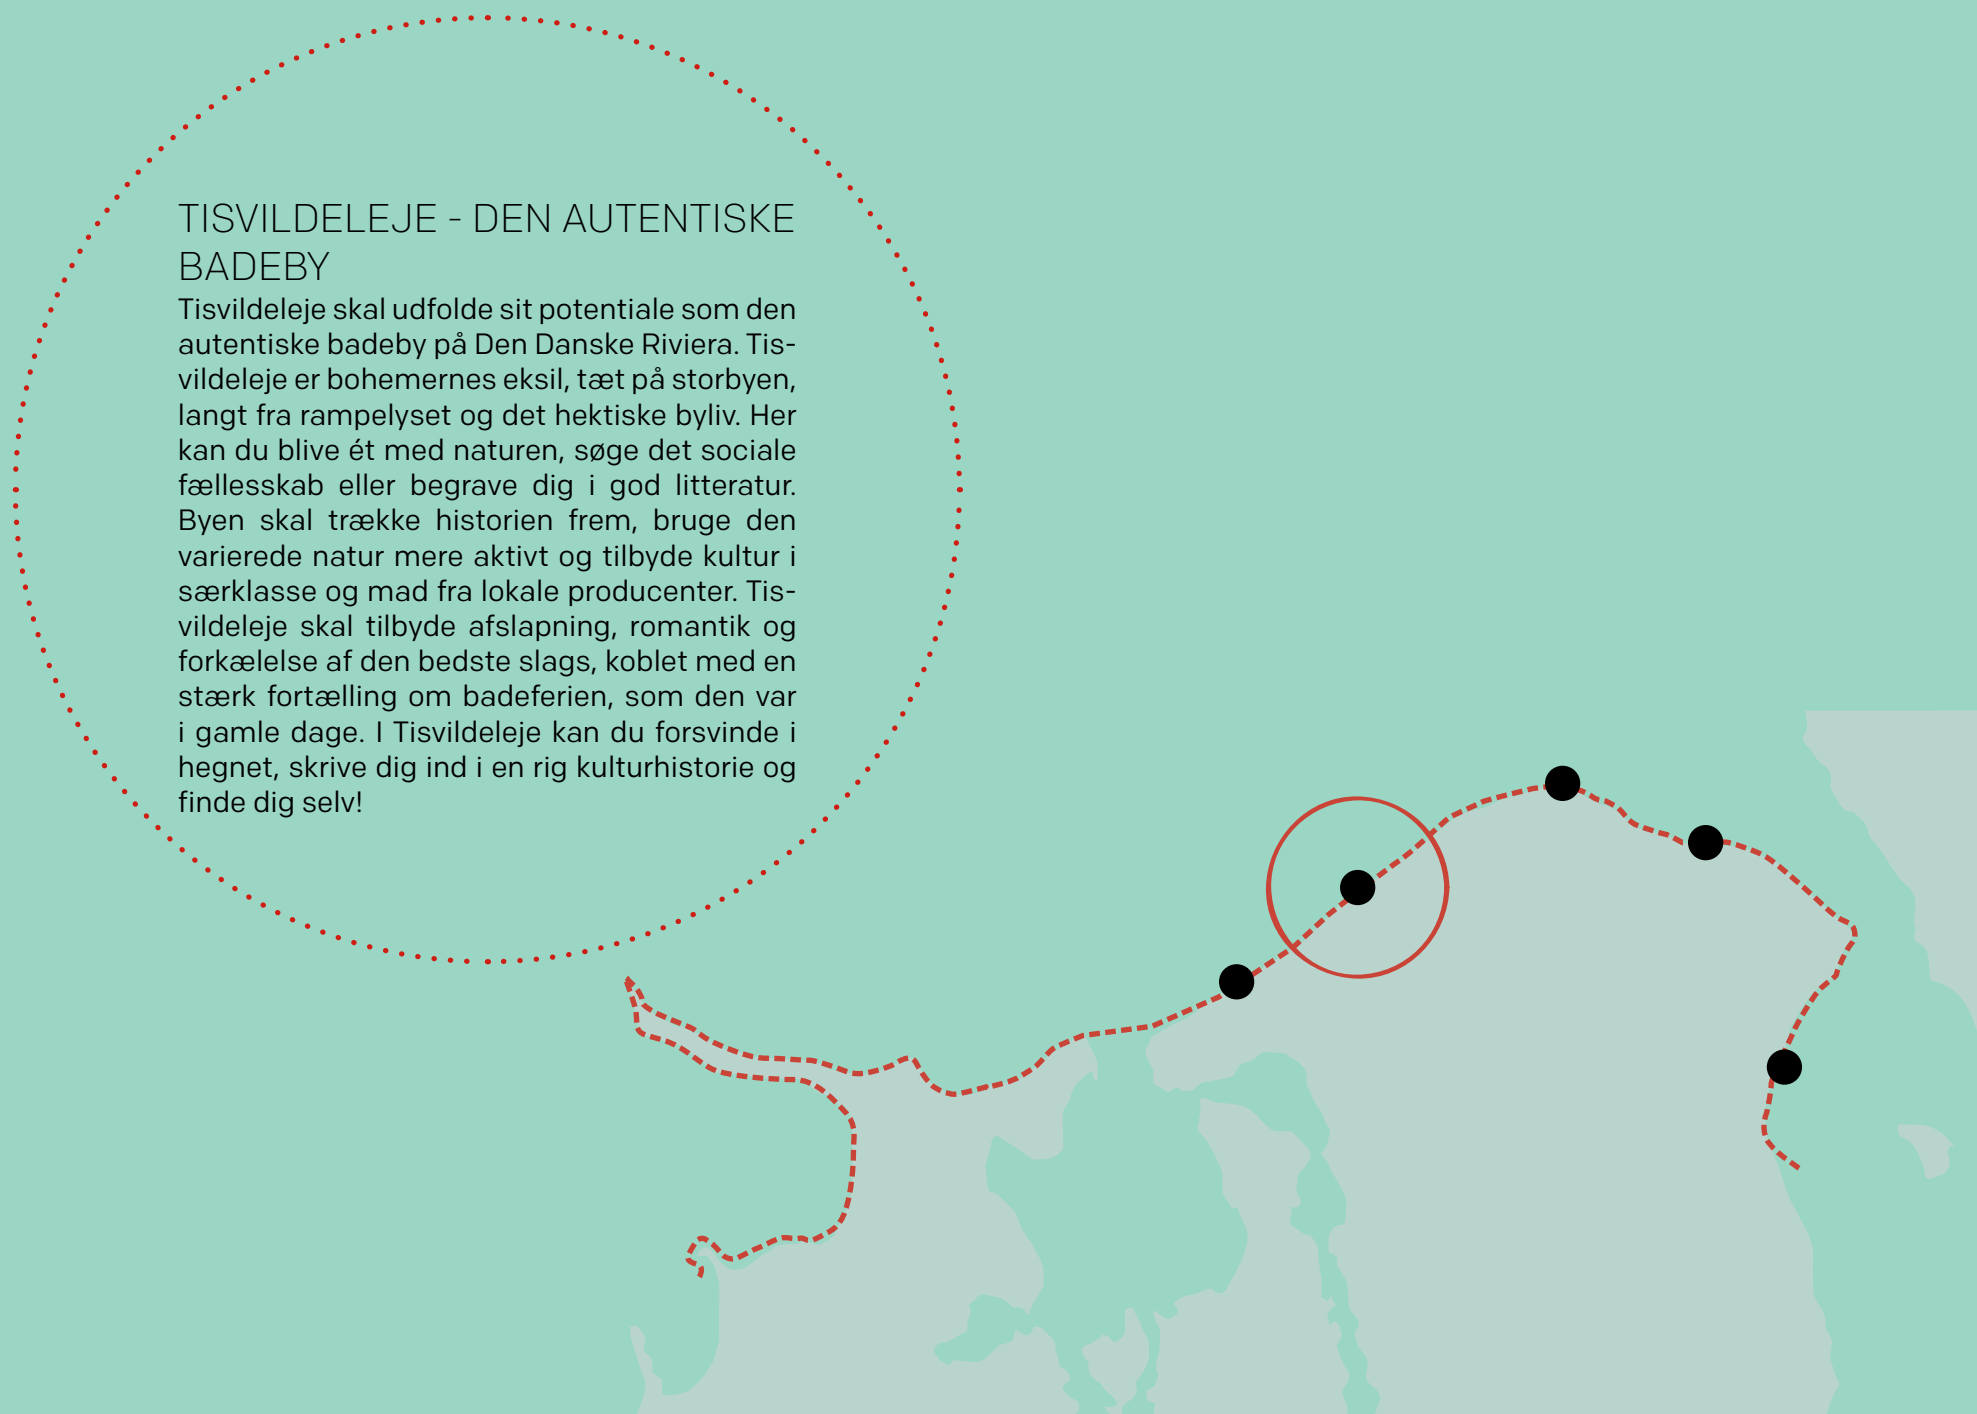 TISVILDELEJE - DEN AUTENTISKE
BADEBY
Tisvildeleje skal udfolde sit potentiale som den
autentiske badeby på Den Danske Riviera. Tis-
vildeleje er bohemernes eksil, tæt på storbyen,
langt fra rampelyset og det hektiske byliv. Her
kan du blive ét med naturen, søge det sociale
fællesskab eller begrave dig i god litteratur.
Byen skal trække historien frem, bruge den
varierede natur mere aktivt og tilbyde kultur i
særklasse og mad fra lokale producenter. Tis-
vildeleje skal tilbyde afslapning, romantik og
forkælelse af den bedste slags, koblet med en
stærk fortælling om badeferien, som den var
i gamle dage. I Tisvildeleje kan du forsvinde i
hegnet, skrive dig ind i en rig kulturhistorie og
finde dig selv!